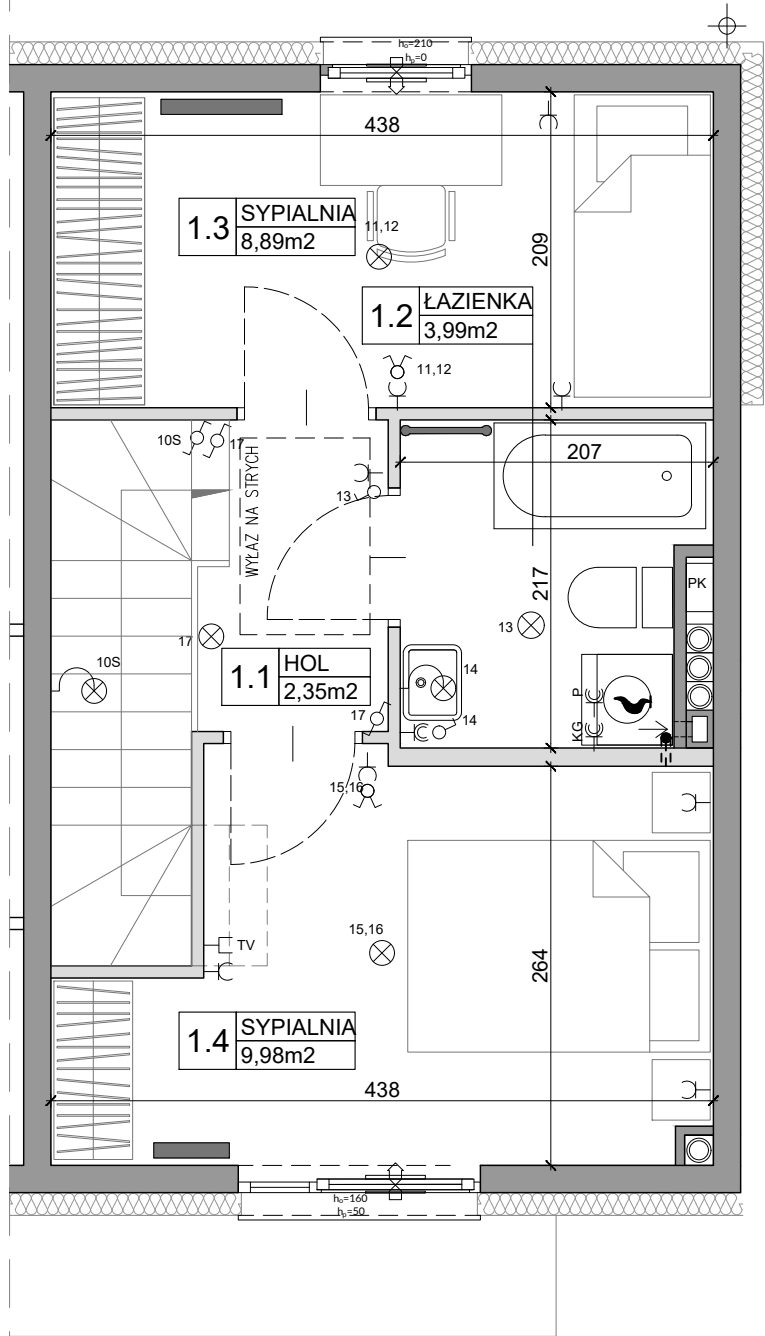 hₒ=210
hₚ=0
438
1.3
SYPIALNIA
8,89m2
11,12
209
1.2
ŁAZIENKA
3,99m2
11,12
10S
17
WYŁAZ NA STRYCH
13
207
217
PK
13
17
10S
1.1
HOL
2,35m2
14
14
17
P
KG
15,16
15,16
TV
264
1.4
SYPIALNIA
9,98m2
438
hₒ=160
hₚ=50